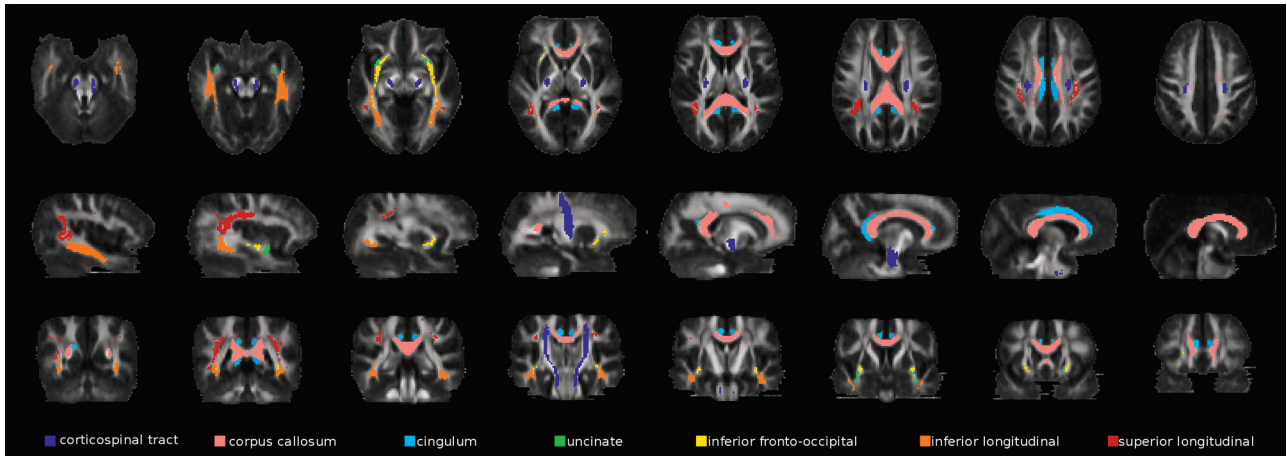 corticospinal tract corpus callosum cingulum uncinate inferior fronto-occipital inferior longitudinal superior longitudinal